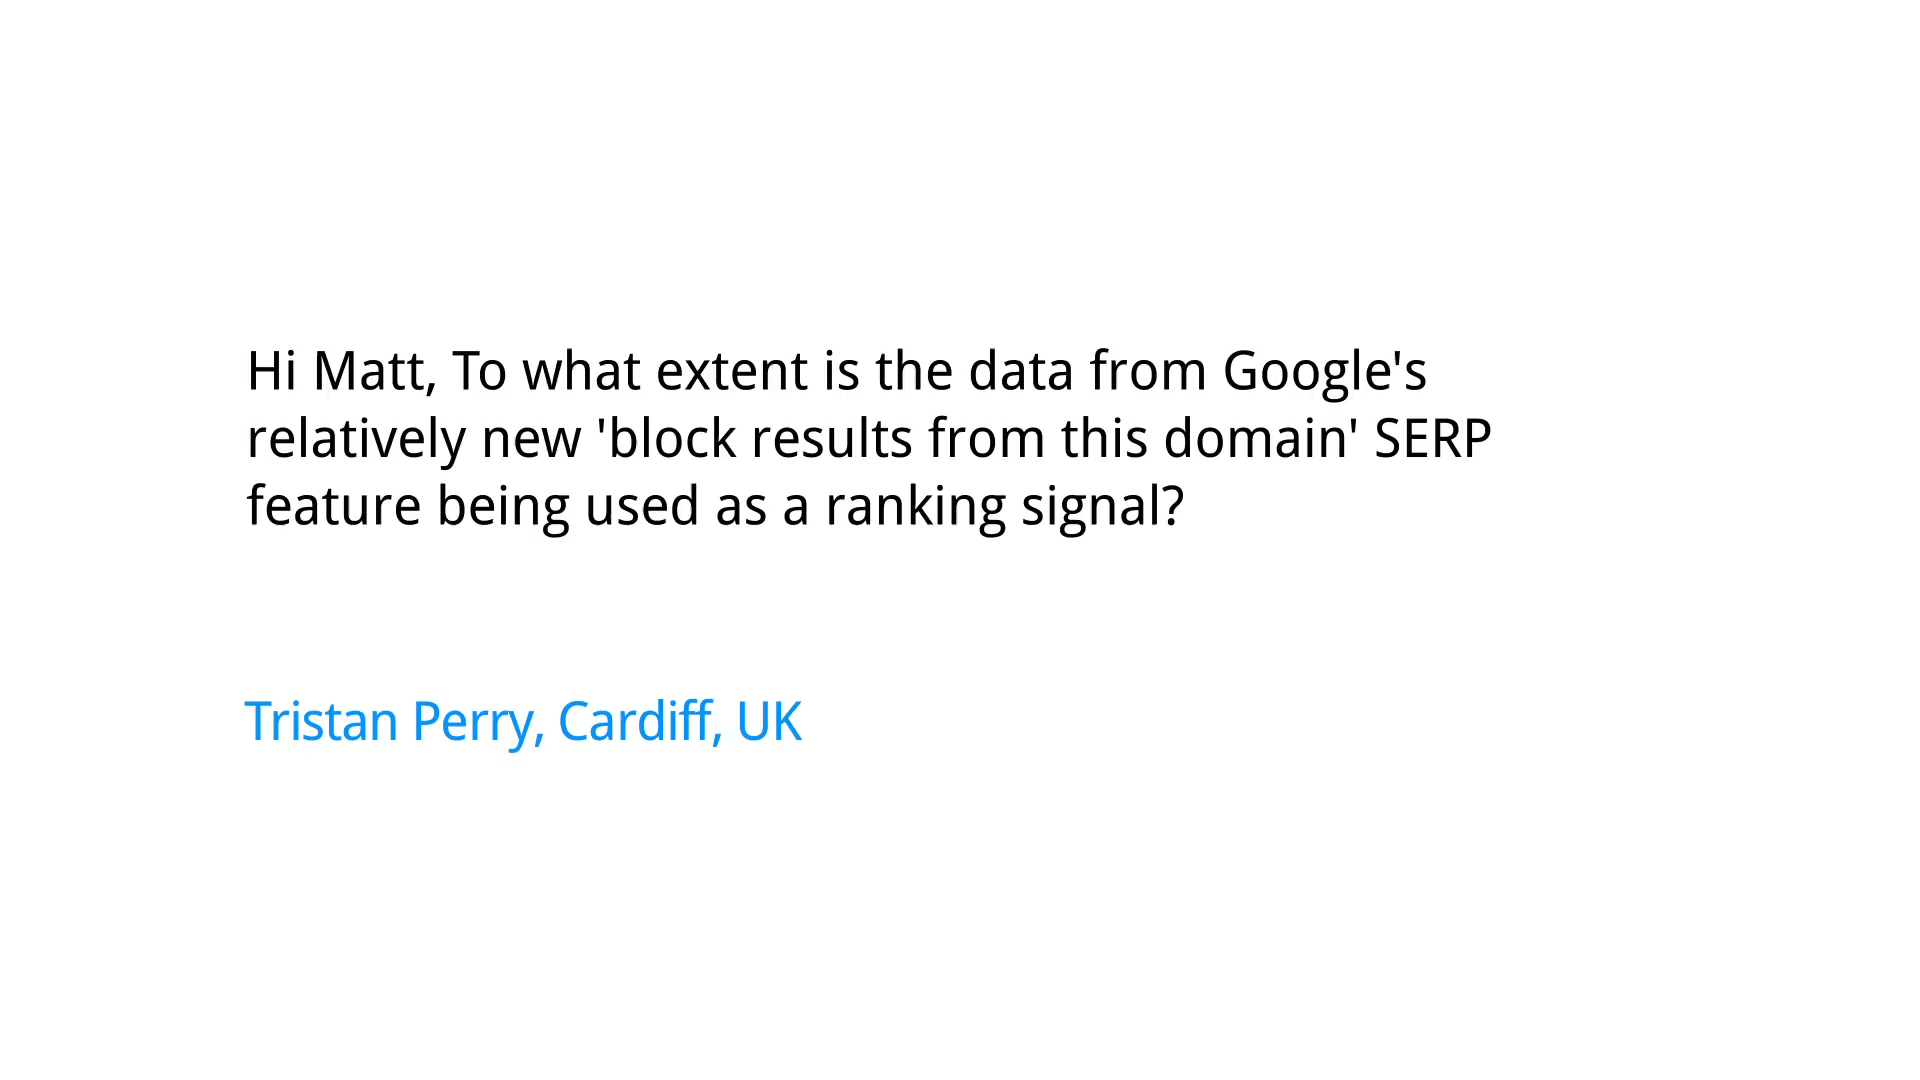 Hi Matt, To what extent is the data from Google's
relatively new 'block results from this domain' SERP
feature being used as a ranking signal?
Tristan Perry, Cardiff, UK